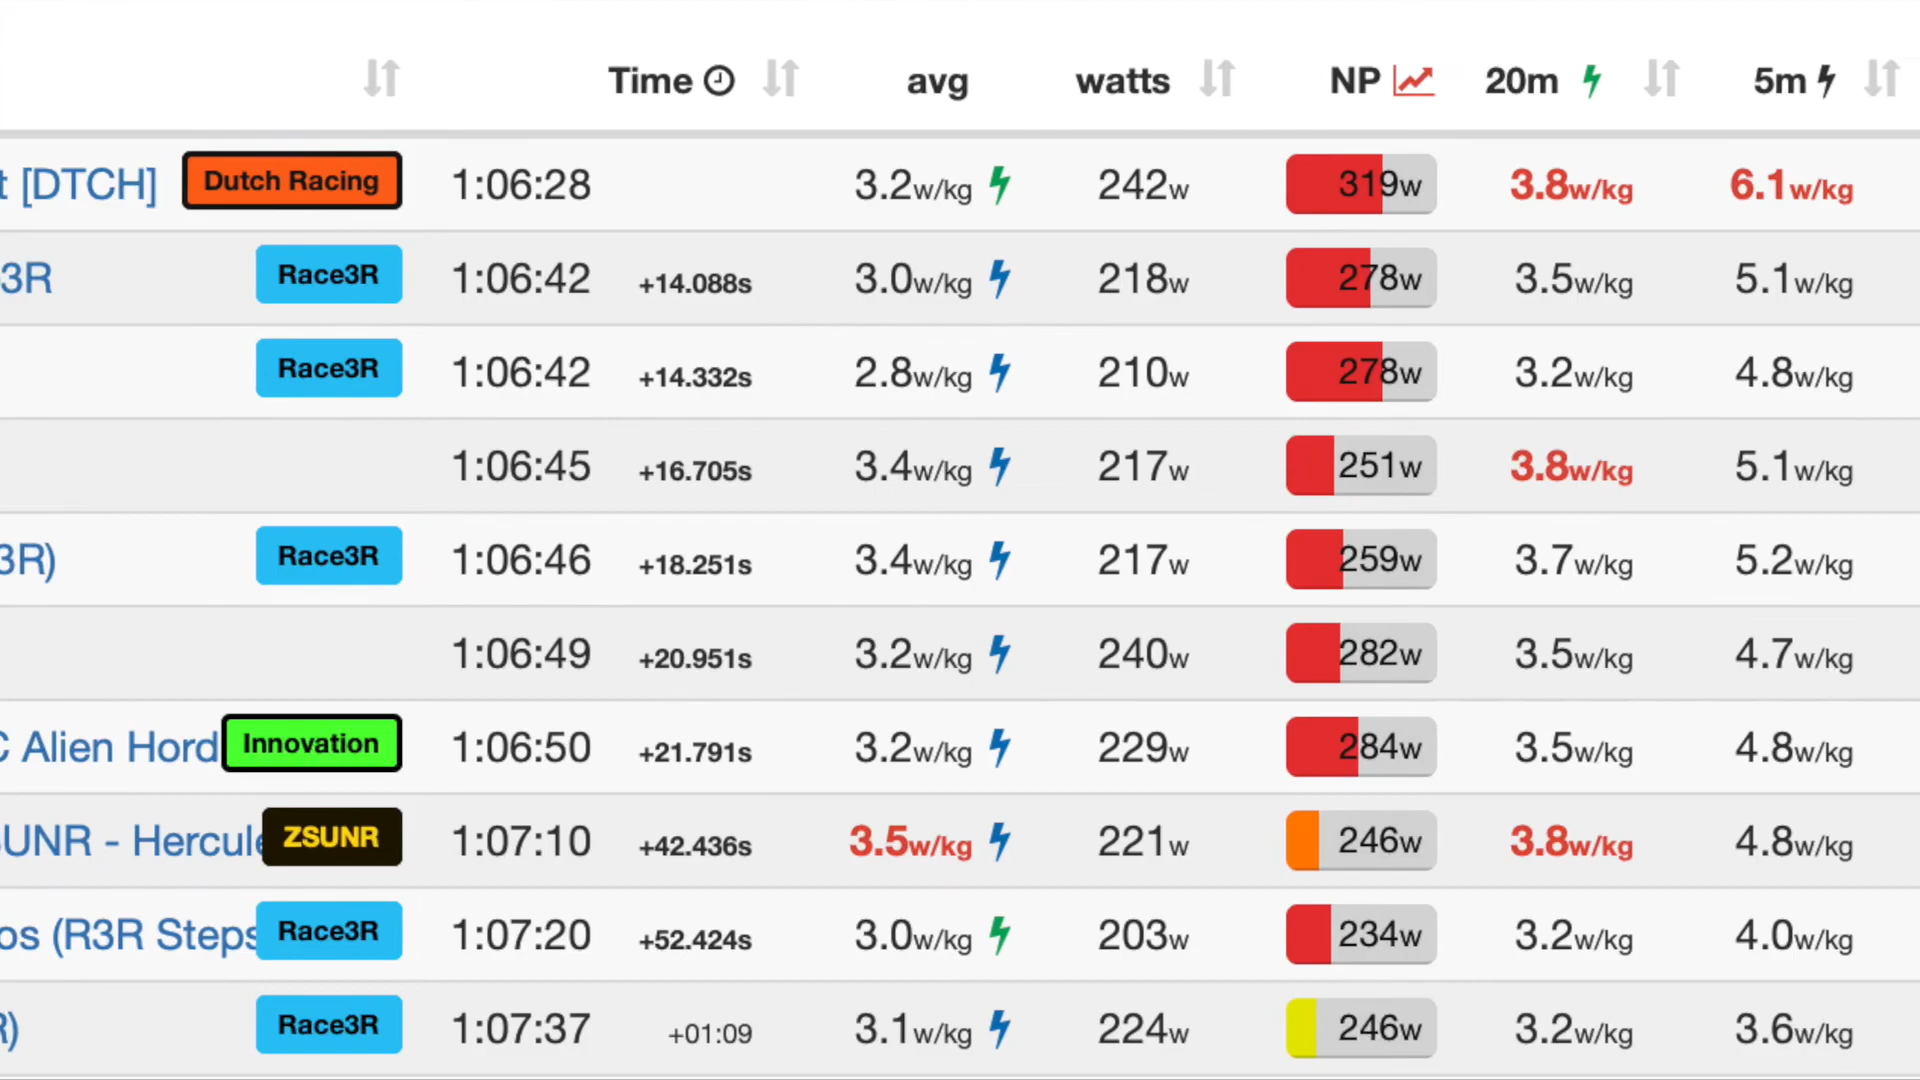 Time avg watts NP 20m 5m
t [DTCH] Dutch Racing 1:06:28 3.2w/kg 242w 319w 3.8w/kg 6.1w/kg
3R Race3R 1:06:42 +14.088s 3.0w/kg 218w 278w 3.5w/kg 5.1w/kg
Race3R 1:06:42 +14.332s 2.8w/kg 210w 278w 3.2w/kg 4.8w/kg
1:06:45 +16.705s 3.4w/kg 217w 251w 3.8w/kg 5.1w/kg
3R) Race3R 1:06:46 +18.251s 3.4w/kg 217w 259w 3.7w/kg 5.2w/kg
1:06:49 +20.951s 3.2w/kg 240w 282w 3.5w/kg 4.7w/kg
C Alien Hord Innovation 1:06:50 +21.791s 3.2w/kg 229w 284w 3.5w/kg 4.8w/kg
UNR - Hercule ZSUNR 1:07:10 +42.436s 3.5w/kg 221w 246w 3.8w/kg 4.8w/kg
os (R3R Steps Race3R 1:07:20 +52.424s 3.0w/kg 203w 234w 3.2w/kg 4.0w/kg
R) Race3R 1:07:37 +01:09 3.1w/kg 224w 246w 3.2w/kg 3.6w/kg